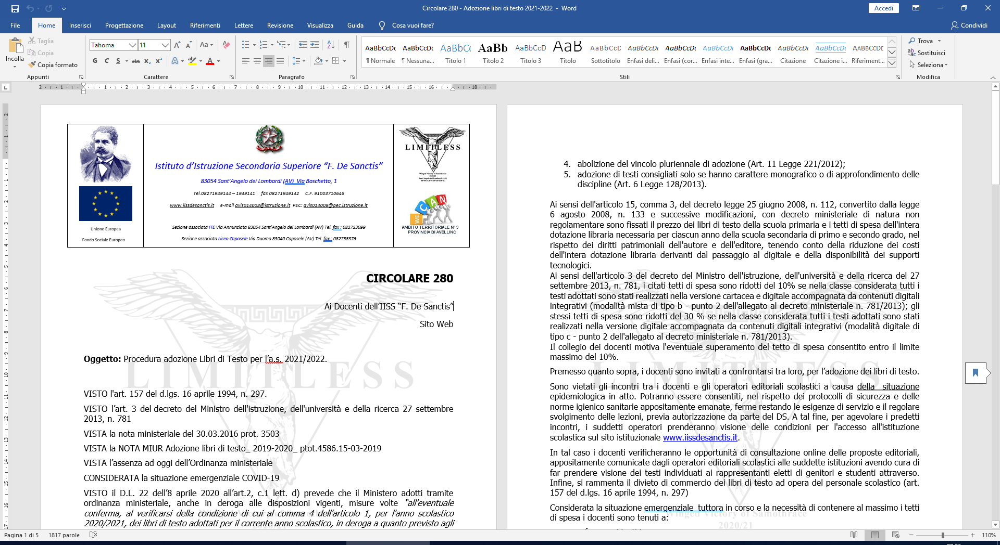 Circolare 280 - Adozione libri di testo 2021-2022 - Word
Accedi
File Home Inserisci Progettazione Layout Riferimenti Lettere Revisione Visualizza Guida Cosa vuoi fare? Condividi
Incolla
Taglia
Copia
Copia formato
Appunti
Tahoma 11
G C S abc x₂ x²
Carattere
Paragrafo
AaBbCcDc AaBbCcDc AaBbCc AaBb AaBbCcD AaB AaBbCcD AaBbCcDc AaBbCcDc AaBbCcDc AaBbCcDc AaBbCcDc AaBbCcDc AABBCCDE
¶ Normale ¶ Nessuna... Titolo 1 Titolo 2 Titolo 3 Titolo Sottotitolo Enfasi deli... Enfasi (cor... Enfasi inte... Enfasi (gra... Citazione Citazione i... Riferiment...
Stili
Trova
Sostituisci
Seleziona
Modifica
Unione Europea
Fondo Sociale Europeo
Istituto d’Istruzione Secondaria Superiore “F. De Sanctis”
83054 Sant’Angelo dei Lombardi (AV) Via Boschetto, 1
Tel.08271949144 – 1949141 fax 08271949142 C.F. 91003710646
www.iissdesanctis.it e-mail avis014008@istruzione.it PEC: avis014008@pec.istruzione.it
Sezione associata ITE Via Annunziata 83054 Sant’Angelo dei Lombardi (AV) Tel. fax : 082723099
Sezione associata Liceo Caposele Via Duomo 83040 Caposele (AV) Tel. fax : 082758376
LIMITLESS
Winged Victory of Samothrace
2020/21
Sant'Angelo dei Lombardi (AV)
WE CAN
AMBITO TERRITORIALE N° 3
PROVINCIA DI AVELLINO
CIRCOLARE 280
Ai Docenti dell’IISS “F. De Sanctis”
Sito Web
Oggetto: Procedura adozione Libri di Testo per l’a.s. 2021/2022.
LIMITLESS
VISTO l'art. 157 del d.lgs. 16 aprile 1994, n. 297.
VISTO l’art. 3 del decreto del Ministro dell'istruzione, dell'università e della ricerca 27 settembre
2013, n. 781
VISTA la nota ministeriale del 30.03.2016 prot. 3503
VISTA la NOTA MIUR Adozione libri di testo_ 2019-2020_ ptot.4586.15-03-2019
VISTA l’assenza ad oggi dell’Ordinanza ministeriale
CONSIDERATA la situazione emergenziale COVID-19
VISTO il D.L. 22 dell’8 aprile 2020 all’art.2, c.1 lett. d) prevede che il Ministero adotti tramite
ordinanza ministeriale, anche in deroga alle disposizioni vigenti, misure volte “all'eventuale
conferma, al verificarsi della condizione di cui al comma 4 dell'articolo 1, per l'anno scolastico
2020/2021, dei libri di testo adottati per il corrente anno scolastico, in deroga a quanto previsto agli
4. abolizione del vincolo pluriennale di adozione (Art. 11 Legge 221/2012);
5. adozione di testi consigliati solo se hanno carattere monografico o di approfondimento delle
discipline (Art. 6 Legge 128/2013).
Ai sensi dell'articolo 15, comma 3, del decreto legge 25 giugno 2008, n. 112, convertito dalla legge
6 agosto 2008, n. 133 e successive modificazioni, con decreto ministeriale di natura non
regolamentare sono fissati il prezzo dei libri di testo della scuola primaria e i tetti di spesa dell'intera
dotazione libraria necessaria per ciascun anno della scuola secondaria di primo e secondo grado, nel
rispetto dei diritti patrimoniali dell'autore e dell'editore, tenendo conto della riduzione dei costi
dell'intera dotazione libraria derivanti dal passaggio al digitale e della disponibilità dei supporti
tecnologici.
Ai sensi dell'articolo 3 del decreto del Ministro dell'istruzione, dell'università e della ricerca del 27
settembre 2013, n. 781, i citati tetti di spesa sono ridotti del 10% se nella classe considerata tutti i
testi adottati sono stati realizzati nella versione cartacea e digitale accompagnata da contenuti digitali
integrativi (modalità mista di tipo b - punto 2 dell'allegato al decreto ministeriale n. 781/2013); gli
stessi tetti di spesa sono ridotti del 30 % se nella classe considerata tutti i testi adottati sono stati
realizzati nella versione digitale accompagnata da contenuti digitali integrativi (modalità digitale di
tipo c - punto 2 dell'allegato al decreto ministeriale n. 781/2013).
Il collegio dei docenti motiva l'eventuale superamento del tetto di spesa consentito entro il limite
massimo del 10%.
Premesso quanto sopra, i docenti sono invitati a confrontarsi tra loro, per l’adozione dei libri di testo.
LIMITLESS
Sono vietati gli incontri tra i docenti e gli operatori editoriali scolastici a causa della situazione
epidemiologica in atto. Potranno essere consentiti, nel rispetto dei protocolli di sicurezza e delle
norme igienico sanitarie appositamente emanate, ferme restando le esigenze di servizio e il regolare
svolgimento delle lezioni, previa autorizzazione da parte del DS. A tal fine, per agevolare i predetti
incontri, i suddetti operatori prenderanno visione delle condizioni per l'accesso all'istituzione
scolastica sul sito istituzionale www.iissdesanctis.it.
In tal caso i docenti verificheranno le opportunità di consultazione online delle proposte editoriali,
appositamente comunicate dagli operatori editoriali scolastici alle suddette istituzioni avendo cura di
far prendere visione dei testi individuati ai rappresentanti eletti di genitori e studenti attraverso.
Infine, si rammenta il divieto di commercio dei libri di testo ad opera del personale scolastico (art.
157 del d.lgs. 16 aprile 1994, n. 297)
Considerata la situazione emergenziale tuttora in corso e la necessità di contenere al massimo i tetti
di spesa i docenti sono tenuti a:
Winged Victory of Samothrace
2020/21
Pagina 1 di 5 1817 parole 110%